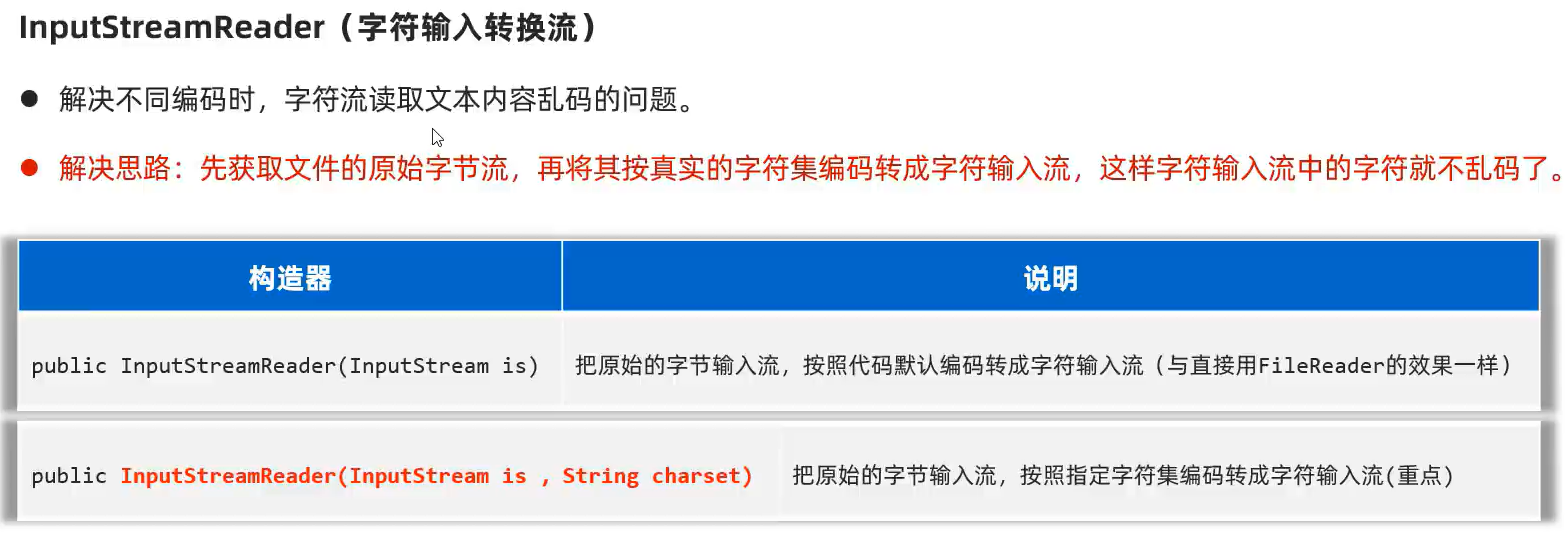 InputStreamReader（字符输入转换流）
● 解决不同编码时，字符流读取文本内容乱码的问题。
● 解决思路：先获取文件的原始字节流，再将其按真实的字符集编码转成字符输入流，这样字符输入流中的字符就不乱码了。
构造器 说明
public InputStreamReader(InputStream is) 把原始的字节输入流，按照代码默认编码转成字符输入流（与直接用FileReader的效果一样）
public InputStreamReader(InputStream is , String charset) 把原始的字节输入流，按照指定字符集编码转成字符输入流(重点)